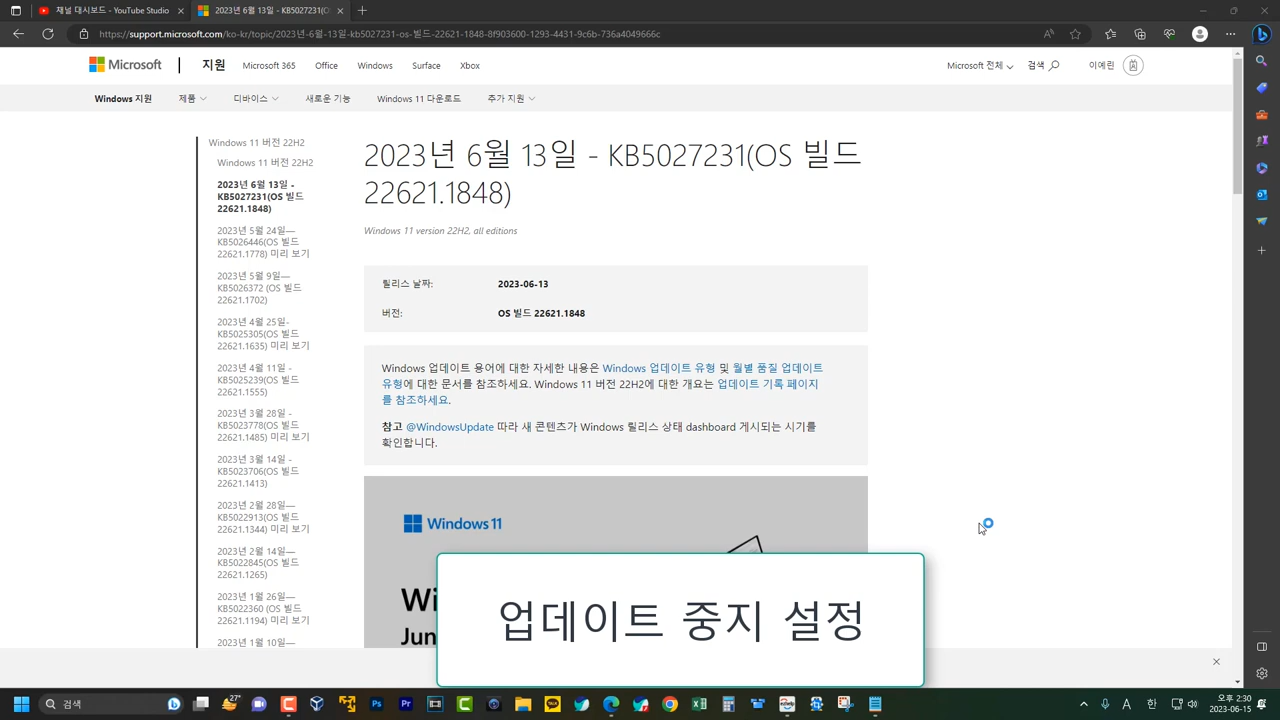 채널 대시보드 - YouTube Studio
2023년 6월 13일 - KB5027231(O
https://support.microsoft.com/ko-kr/topic/2023년-6월-13일-kb5027231-os-빌드-22621-1848-8f903600-1293-4431-9c6b-736a4049666c
Microsoft
지원
Microsoft 365
Office
Windows
Surface
Xbox
Microsoft 전체
검색
이예린
Windows 지원
제품
디바이스
새로운 기능
Windows 11 다운로드
추가 지원
Windows 11 버전 22H2
Windows 11 버전 22H2
2023년 6월 13일 -
KB5027231(OS 빌드
22621.1848)
2023년 5월 24일—
KB5026446(OS 빌드
22621.1778) 미리 보기
2023년 5월 9일—
KB5026372 (OS 빌드
22621.1702)
2023년 4월 25일-
KB5025305(OS 빌드
22621.1635) 미리 보기
2023년 4월 11일 -
KB5025239(OS 빌드
22621.1555)
2023년 3월 28일 -
KB5023778(OS 빌드
22621.1485) 미리 보기
2023년 3월 14일 -
KB5023706(OS 빌드
22621.1413)
2023년 2월 28일—
KB5022913(OS 빌드
22621.1344) 미리 보기
2023년 2월 14일—
KB5022845(OS 빌드
22621.1265)
2023년 1월 26일—
KB5022360 (OS 빌드
22621.1194) 미리 보기
2023년 1월 10일—
2023년 6월 13일 - KB5027231(OS 빌드
22621.1848)
Windows 11 version 22H2, all editions
릴리스 날짜:
2023-06-13
버전:
OS 빌드 22621.1848
Windows 업데이트 용어에 대한 자세한 내용은 Windows 업데이트 유형 및 월별 품질 업데이트
유형에 대한 문서를 참조하세요. Windows 11 버전 22H2에 대한 개요는 업데이트 기록 페이지
를 참조하세요.
참고 @WindowsUpdate 따라 새 콘텐츠가 Windows 릴리스 상태 dashboard 게시되는 시기를
확인합니다.
Windows 11
Wi
Jun
업데이트 중지 설정
검색
27°
TALK
A
한
오후 2:30
2023-06-15